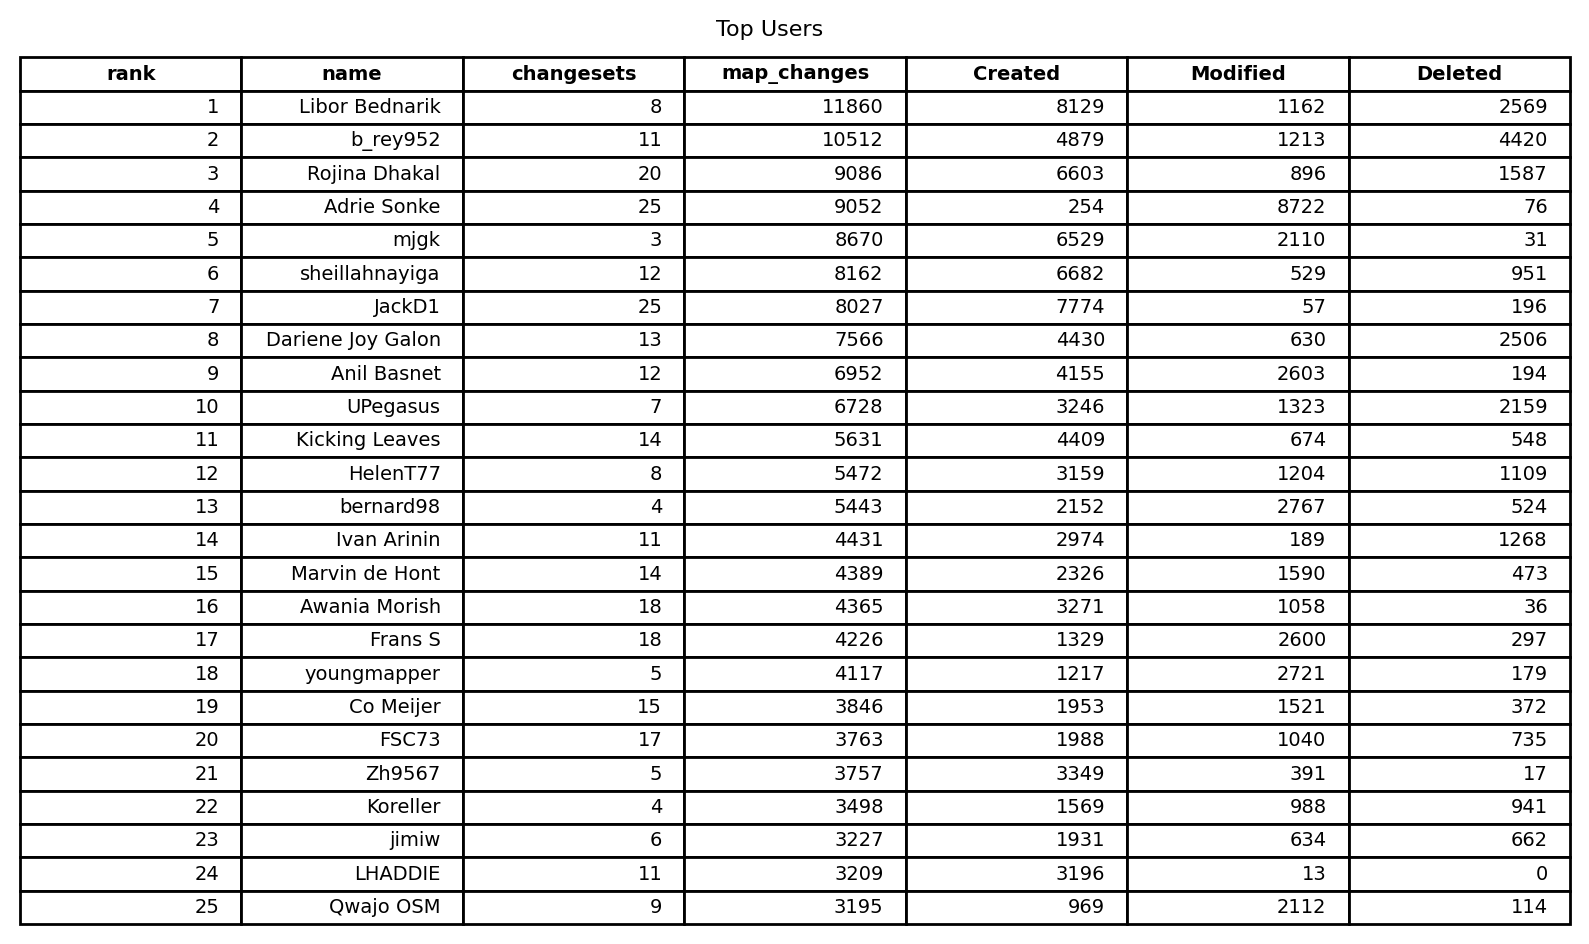 Top Users
rank name changesets map_changes Created Modified Deleted
1 Libor Bednarik 8 11860 8129 1162 2569
2 b_rey952 11 10512 4879 1213 4420
3 Rojina Dhakal 20 9086 6603 896 1587
4 Adrie Sonke 25 9052 254 8722 76
5 mjgk 3 8670 6529 2110 31
6 sheillahnayiga 12 8162 6682 529 951
7 JackD1 25 8027 7774 57 196
8 Dariene Joy Galon 13 7566 4430 630 2506
9 Anil Basnet 12 6952 4155 2603 194
10 UPegasus 7 6728 3246 1323 2159
11 Kicking Leaves 14 5631 4409 674 548
12 HelenT77 8 5472 3159 1204 1109
13 bernard98 4 5443 2152 2767 524
14 Ivan Arinin 11 4431 2974 189 1268
15 Marvin de Hont 14 4389 2326 1590 473
16 Awania Morish 18 4365 3271 1058 36
17 Frans S 18 4226 1329 2600 297
18 youngmapper 5 4117 1217 2721 179
19 Co Meijer 15 3846 1953 1521 372
20 FSC73 17 3763 1988 1040 735
21 Zh9567 5 3757 3349 391 17
22 Koreller 4 3498 1569 988 941
23 jimiw 6 3227 1931 634 662
24 LHADDIE 11 3209 3196 13 0
25 Qwajo OSM 9 3195 969 2112 114